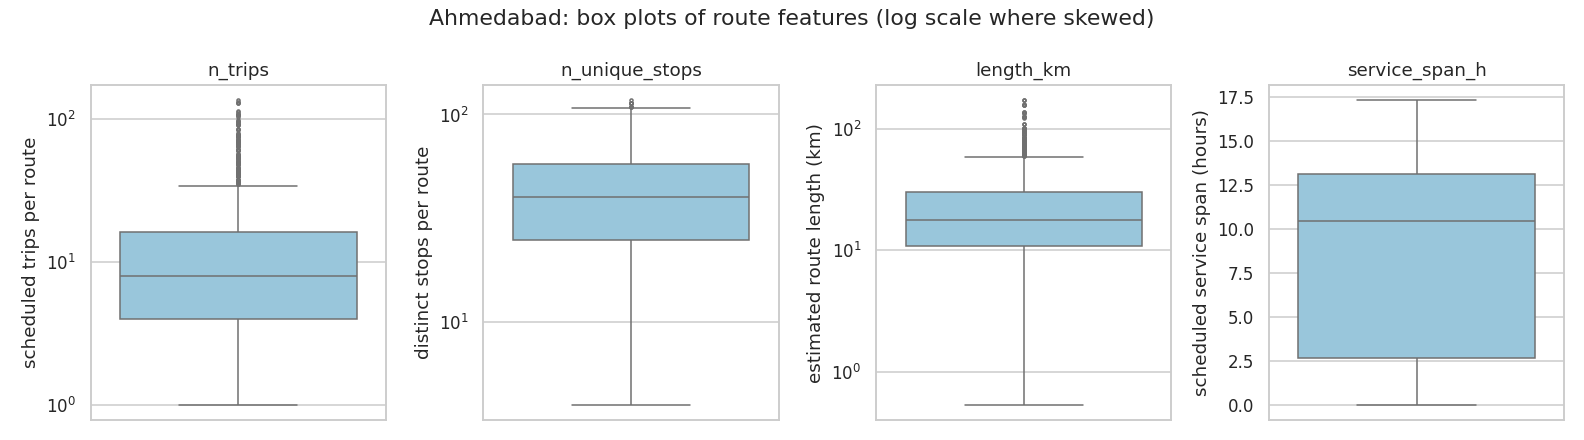 Ahmedabad: box plots of route features (log scale where skewed)
n_trips
scheduled trips per route
10²
10¹
10⁰
n_unique_stops
distinct stops per route
10²
10¹
length_km
estimated route length (km)
10²
10¹
10⁰
service_span_h
scheduled service span (hours)
17.5
15.0
12.5
10.0
7.5
5.0
2.5
0.0